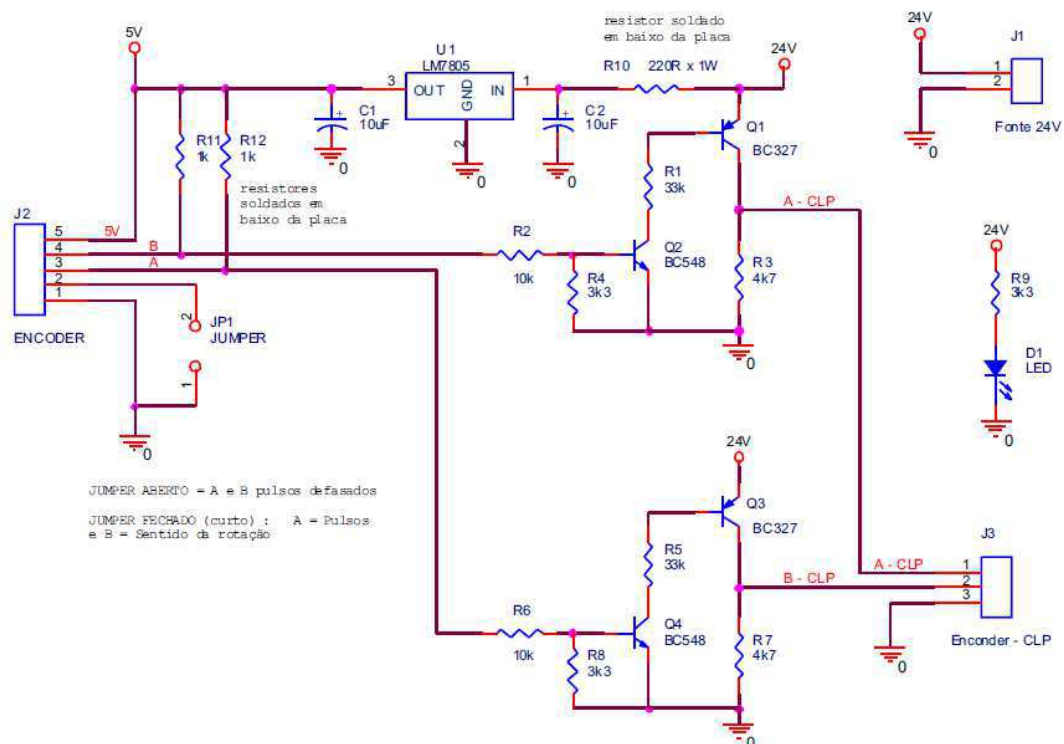 5V
U1
LM7805
3
OUT
GND
IN
1
2
0
C1
10uF
0
C2
10uF
0
resistor soldado
em baixo da placa
R10
220R x 1W
24V
24V
J1
1
2
Fonte 24V
0
R11
1k
R12
1k
resistores
soldados em
baixo da placa
Q1
BC327
R1
33k
A - CLP
J2
5
4
3
2
1
ENCODER
5V
B
A
R2
10k
R4
3k3
Q2
BC548
R3
4k7
0
2
JP1
JUMPER
1
0
24V
R9
3k3
D1
LED
0
JUMPER ABERTO = A e B pulsos defasados
JUMPER FECHADO (curto) : A = Pulsos
e B = Sentido da rotação
24V
Q3
BC327
R5
33k
B - CLP
A - CLP
J3
1
2
3
Enconder - CLP
0
R6
10k
R8
3k3
Q4
BC548
R7
4k7
0